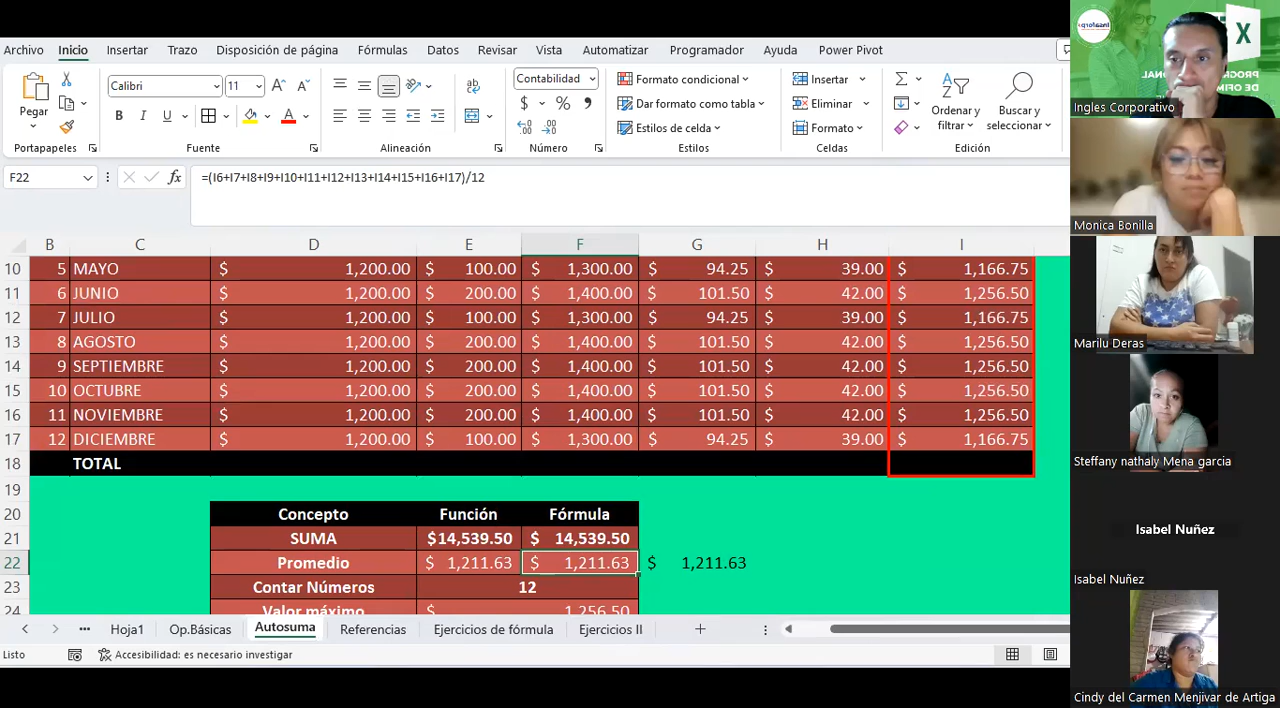 Archivo Inicio Insertar Trazo Disposición de página Fórmulas Datos Revisar Vista Automatizar Programador Ayuda Power Pivot
Pegar
Portapapeles
Calibri 11
N K S
Fuente
Alineación
Contabilidad
$ %
Número
Formato condicional
Dar formato como tabla
Estilos de celda
Estilos
Insertar
Eliminar
Formato
Celdas
Ordenar y filtrar
Buscar y seleccionar
Edición
F22 fx =(I6+I7+I8+I9+I10+I11+I12+I13+I14+I15+I16+I17)/12
B C D E F G H I
10 5 MAYO $ 1,200.00 $ 100.00 $ 1,300.00 $ 94.25 $ 39.00 $ 1,166.75
11 6 JUNIO $ 1,200.00 $ 200.00 $ 1,400.00 $ 101.50 $ 42.00 $ 1,256.50
12 7 JULIO $ 1,200.00 $ 100.00 $ 1,300.00 $ 94.25 $ 39.00 $ 1,166.75
13 8 AGOSTO $ 1,200.00 $ 200.00 $ 1,400.00 $ 101.50 $ 42.00 $ 1,256.50
14 9 SEPTIEMBRE $ 1,200.00 $ 200.00 $ 1,400.00 $ 101.50 $ 42.00 $ 1,256.50
15 10 OCTUBRE $ 1,200.00 $ 200.00 $ 1,400.00 $ 101.50 $ 42.00 $ 1,256.50
16 11 NOVIEMBRE $ 1,200.00 $ 200.00 $ 1,400.00 $ 101.50 $ 42.00 $ 1,256.50
17 12 DICIEMBRE $ 1,200.00 $ 100.00 $ 1,300.00 $ 94.25 $ 39.00 $ 1,166.75
18 TOTAL
19
20 Concepto Función Fórmula
21 SUMA $14,539.50 $ 14,539.50
22 Promedio $ 1,211.63 $ 1,211.63 $ 1,211.63
23 Contar Números 12
24 Valor máximo $ 1,256.50
... Hoja1 Op.Básicas Autosuma Referencias Ejercicios de fórmula Ejercicios II
Listo Accesibilidad: es necesario investigar
Ingles Corporativo
Monica Bonilla
Marilu Deras
Steffany nathaly Mena garcia
Isabel Nuñez
Isabel Nuñez
Cindy del Carmen Menjivar de Artiga